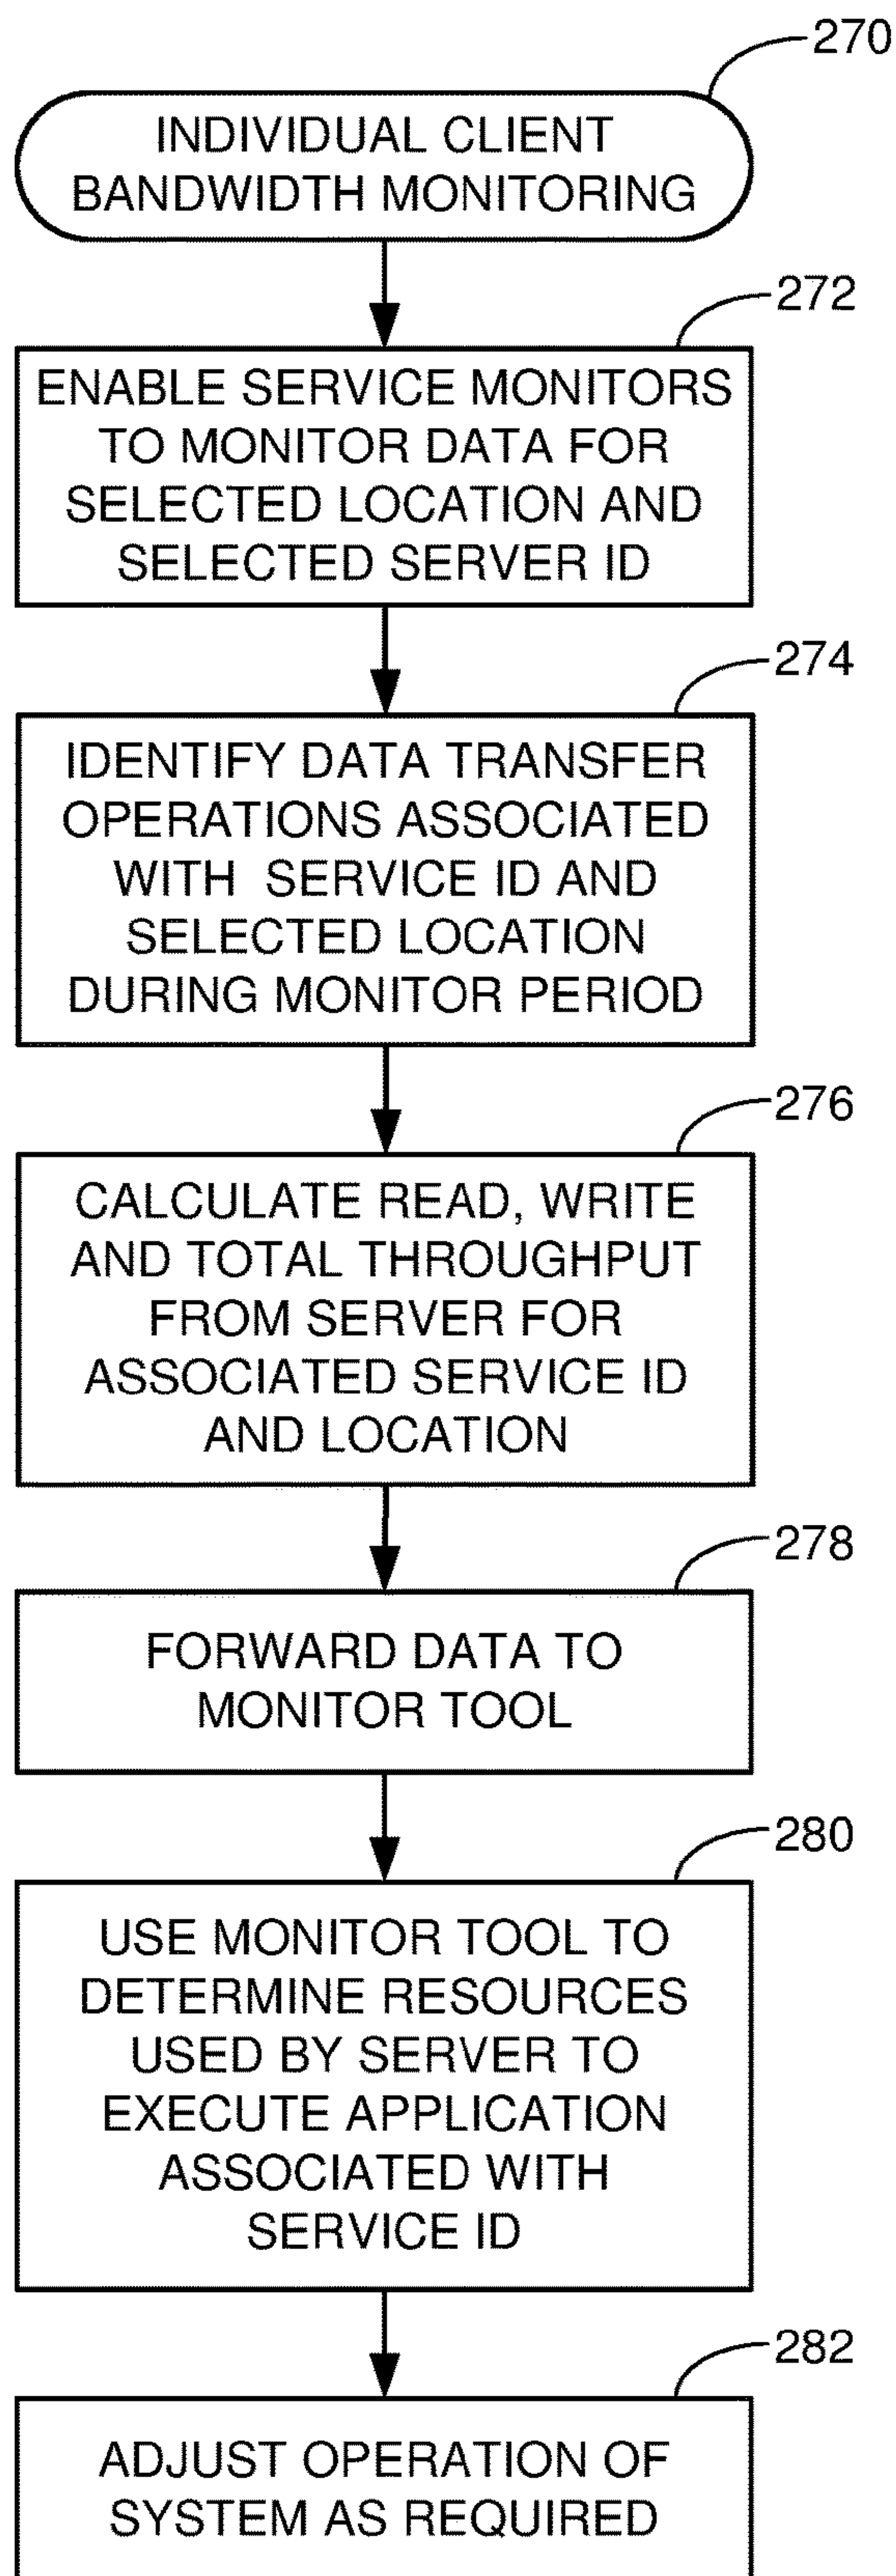 270
INDIVIDUAL CLIENT
BANDWIDTH MONITORING
272
ENABLE SERVICE MONITORS
TO MONITOR DATA FOR
SELECTED LOCATION AND
SELECTED SERVER ID
274
IDENTIFY DATA TRANSFER
OPERATIONS ASSOCIATED
WITH SERVICE ID AND
SELECTED LOCATION
DURING MONITOR PERIOD
276
CALCULATE READ, WRITE
AND TOTAL THROUGHPUT
FROM SERVER FOR
ASSOCIATED SERVICE ID
AND LOCATION
278
FORWARD DATA TO
MONITOR TOOL
280
USE MONITOR TOOL TO
DETERMINE RESOURCES
USED BY SERVER TO
EXECUTE APPLICATION
ASSOCIATED WITH
SERVICE ID
282
ADJUST OPERATION OF
SYSTEM AS REQUIRED